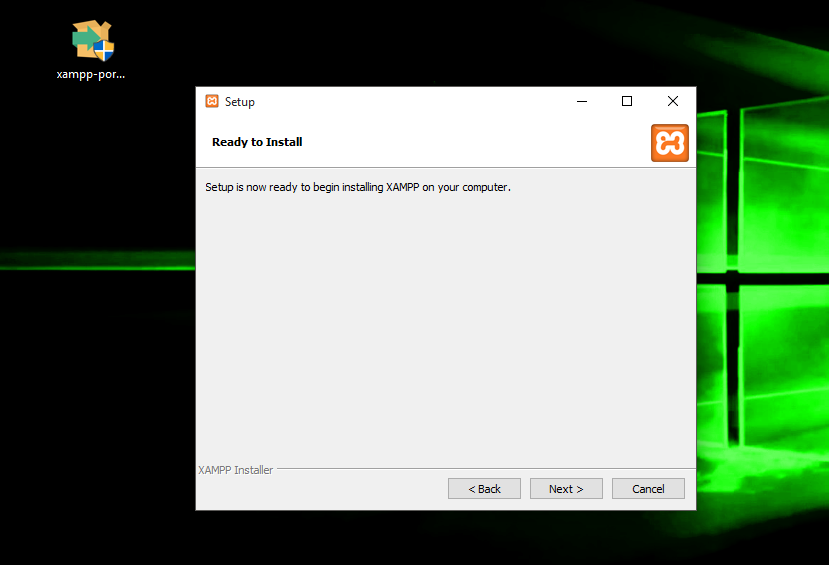 xampp-por...
Setup
Ready to Install
Setup is now ready to begin installing XAMPP on your computer.
XAMPP Installer
< Back
Next >
Cancel